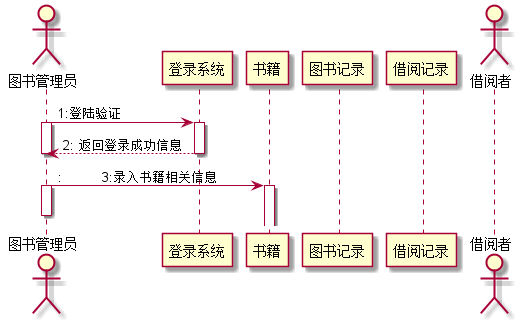 图书管理员 登录系统 书籍 图书记录 借阅记录 借阅者
1:登陆验证
2: 返回登录成功信息
: 3:录入书籍相关信息
图书管理员 登录系统 书籍 图书记录 借阅记录 借阅者